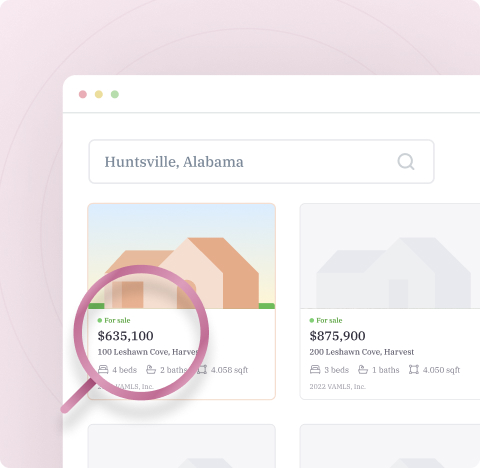 Huntsville, Alabama
For sale
$635,100
100 Leshawn Cove, Harvest
4 beds 2 baths 4.058 sqft
2022 VAMLS, Inc.
For sale
$875,900
200 Leshawn Cove, Harvest
3 beds 1 baths 4.050 sqft
2022 VAMLS, Inc.